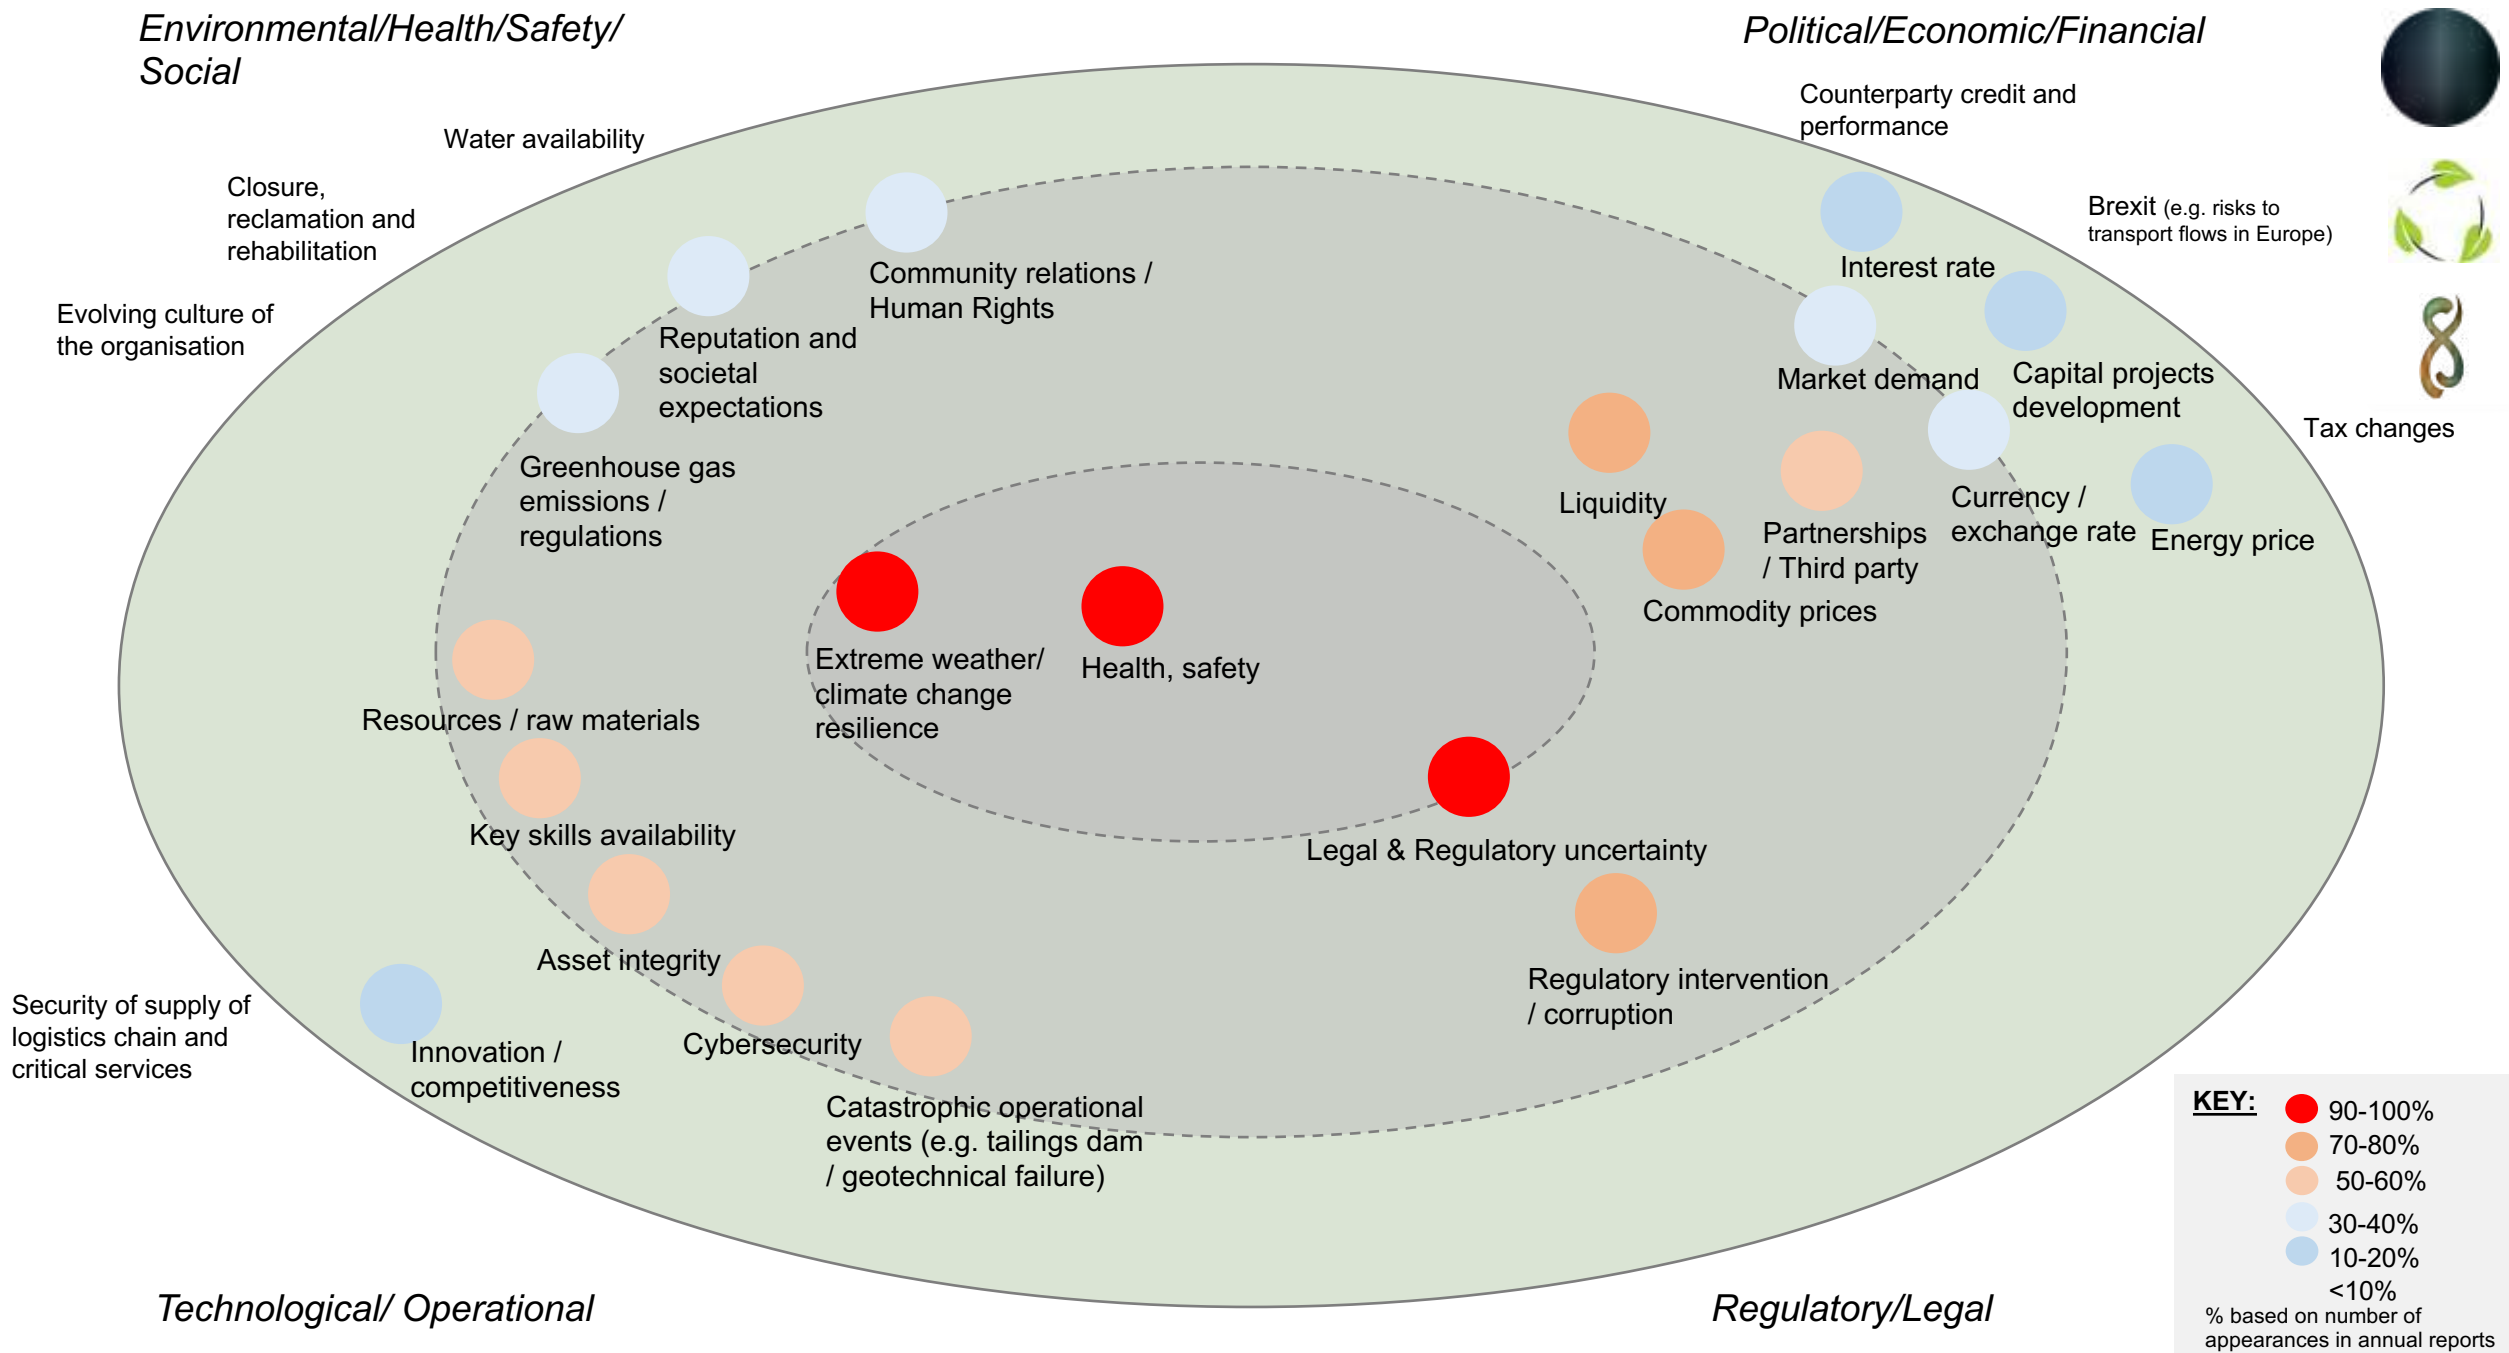 Environmental/Health/Safety/
Social
Political/Economic/Financial
Counterparty credit and
performance
Water availability
Closure,
reclamation and
rehabilitation
Brexit (e.g. risks to
transport flows in Europe)
Evolving culture of
the organisation
Community relations /
Human Rights
Interest rate
Reputation and
societal
expectations
Market demand
Capital projects
development
Tax changes
Greenhouse gas
emissions /
regulations
Liquidity
Partnerships
/ Third party
Currency /
exchange rate
Energy price
Commodity prices
Extreme weather/
climate change
resilience
Health, safety
Resources / raw materials
Key skills availability
Legal & Regulatory uncertainty
Asset integrity
Regulatory intervention
/ corruption
Security of supply of
logistics chain and
critical services
Innovation /
competitiveness
Cybersecurity
Catastrophic operational
events (e.g. tailings dam
/ geotechnical failure)
KEY:
90-100%
70-80%
50-60%
30-40%
10-20%
<10%
% based on number of
appearances in annual reports
Technological/ Operational
Regulatory/Legal